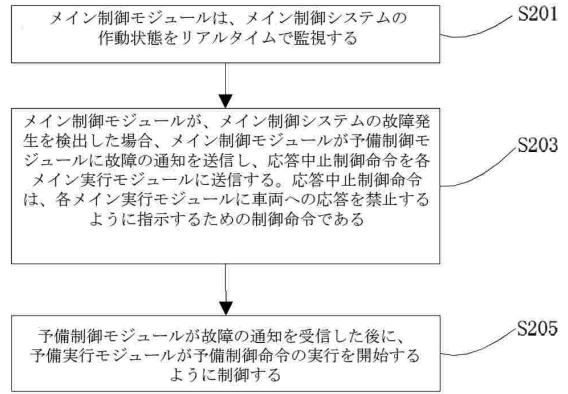 メイン制御モジュールは、メイン制御システムの
作動状態をリアルタイムで監視する
S201
メイン制御モジュールが、メイン制御システムの故障発
生を検出した場合、メイン制御モジュールが予備制御モ
ジュールに故障の通知を送信し、応答中止制御命令を各
メイン実行モジュールに送信する。応答中止制御命令
は、各メイン実行モジュールに車両への応答を禁止する
ように指示するための制御命令である
S203
予備制御モジュールが故障の通知を受信した後に、
予備実行モジュールが予備制御命令の実行を開始する
ように制御する
S205